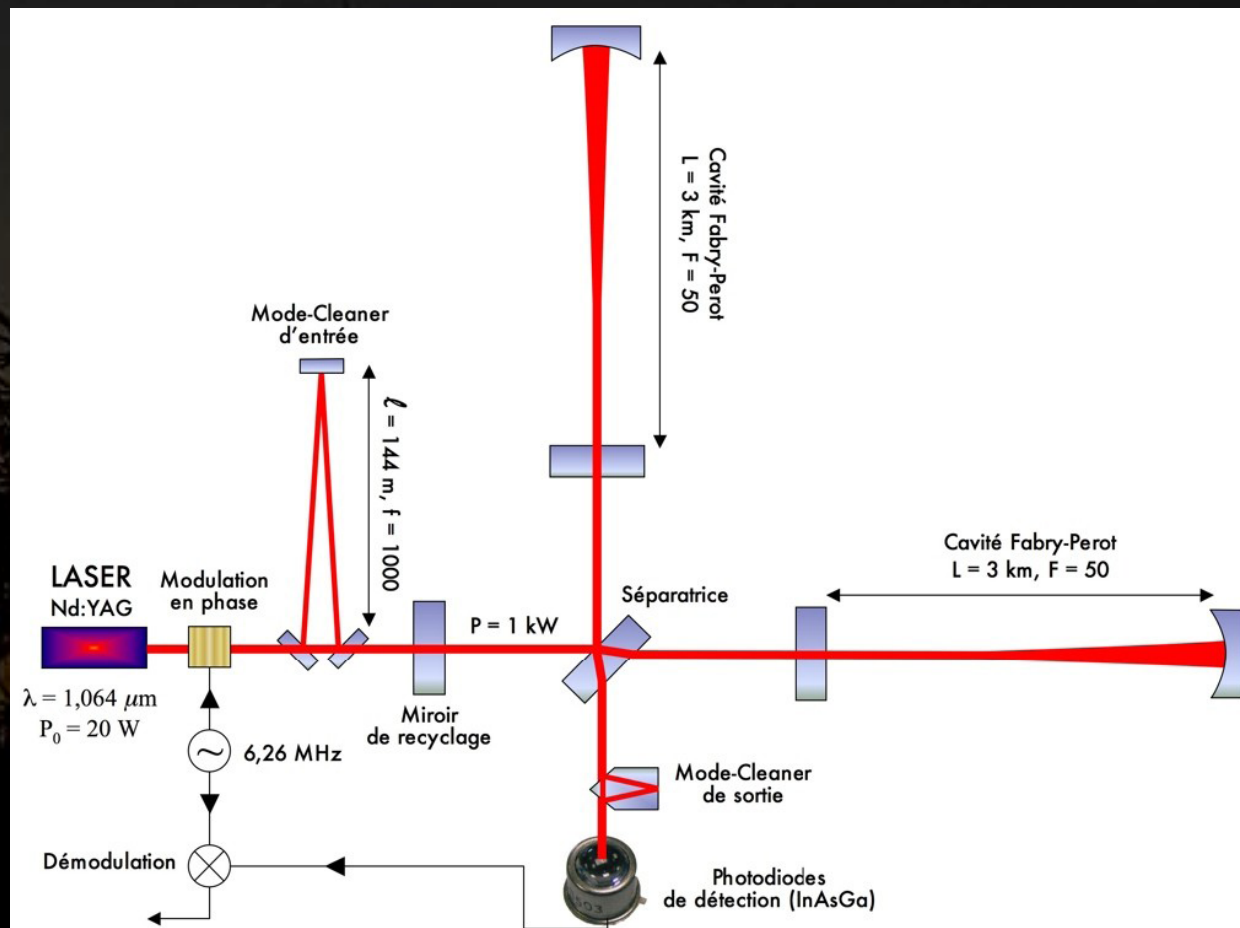 Cavité Fabry-Perot
L = 3 km, F = 50
Mode-Cleaner
d'entrée
ℓ = 144 m, f = 1000
LASER
Nd:YAG
Modulation
en phase
λ = 1,064 μm
P₀ = 20 W
6,26 MHz
Démodulation
Miroir
de recyclage
P = 1 kW
Séparatrice
Cavité Fabry-Perot
L = 3 km, F = 50
Mode-Cleaner
de sortie
Photodiodes
de détection (InAsGa)